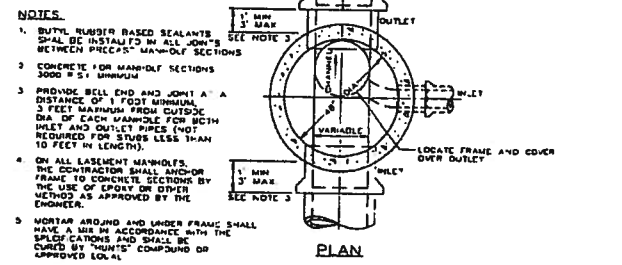 NOTES.
1. BUTYL RUBBER BASED SEALANTS
SHALL BE INSTALLED IN ALL JOINTS
BETWEEN PRECAST MANHOLE SECTIONS
2 CONCRETE FOR MANHOLE SECTIONS
3000 MINIMUM
3 PROVIDE BELL END AND JOINT AT A
DISTANCE OF 1 FOOT MINIMUM,
3 FEET MAXIMUM FROM OUTSIDE
DIA OF EACH MANHOLE FOR BOTH
INLET AND OUTLET PIPES (NOT
REQUIRED FOR STUBS LESS THAN
10 FEET IN LENGTH).
4. ON ALL EASEMENT MANHOLES,
THE CONTRACTOR SHALL ANCHOR
FRAME TO CONCRETE SECTIONS BY
THE USE OF EPOXY OR OTHER
METHOD AS APPROVED BY THE
ENGINEER.
5 MORTAR AROUND AND UNDER FRAME SHALL
HAVE A MIX IN ACCORDANCE WITH THE
SPECIFICATIONS AND SHALL BE
CURED BY "HUNTS" COMPOUND OR
APPROVED
1' MIN
3' MAX
SEE NOTE 3
OUTLET
CHANNEL
DIA
INLET
48"
VARIABLE
LOCATE FRAME AND COVER
OVER OUTLET
1' MIN
3' MAX
SEE NOTE 3
INLET
PLAN